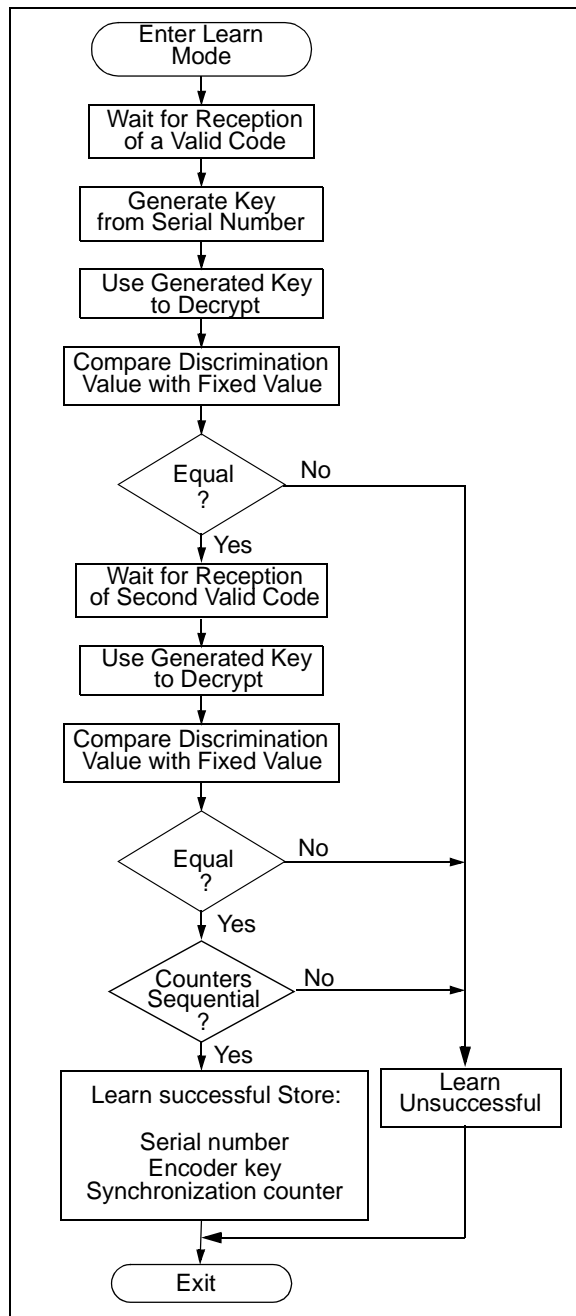 Enter Learn
Mode
Wait for Reception
of a Valid Code
Generate Key
from Serial Number
Use Generated Key
to Decrypt
Compare Discrimination
Value with Fixed Value
Equal
?
No
Yes
Wait for Reception
of Second Valid Code
Use Generated Key
to Decrypt
Compare Discrimination
Value with Fixed Value
Equal
?
No
Yes
Counters
Sequential
?
No
Yes
Learn successful Store:
Serial number
Encoder key
Synchronization counter
Learn
Unsuccessful
Exit